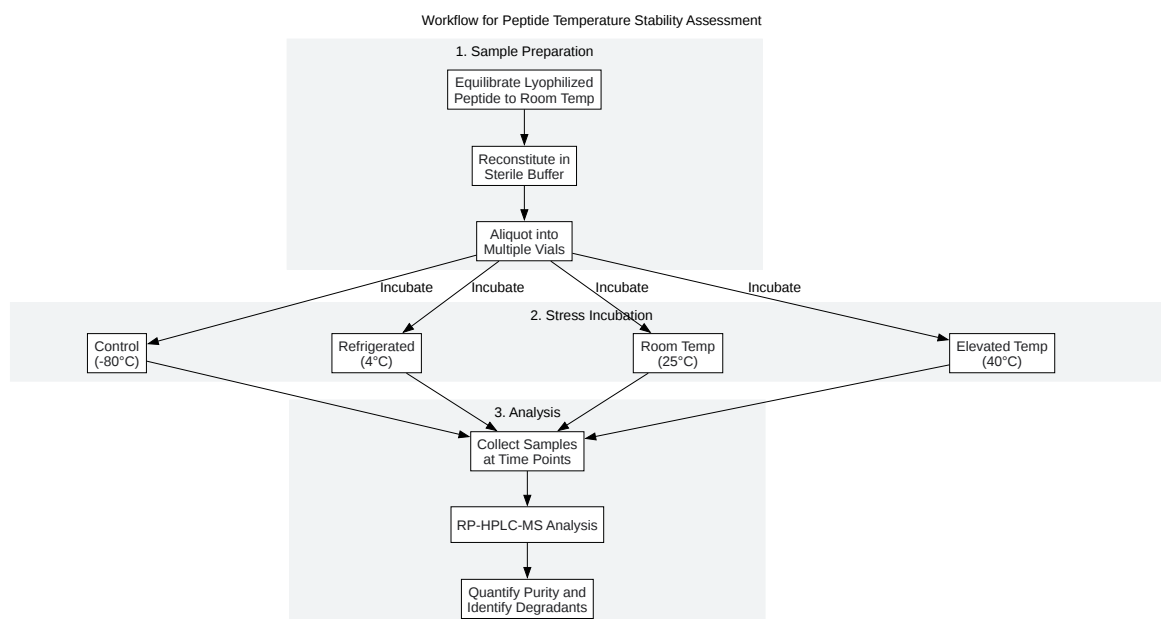 Workflow for Peptide Temperature Stability Assessment
1. Sample Preparation
Equilibrate Lyophilized
Peptide to Room Temp
Reconstitute in
Sterile Buffer
Aliquot into
Multiple Vials
Incubate
Incubate
Incubate
Incubate
2. Stress Incubation
Control
(-80°C)
Refrigerated
(4°C)
Room Temp
(25°C)
Elevated Temp
(40°C)
3. Analysis
Collect Samples
at Time Points
RP-HPLC-MS Analysis
Quantify Purity and
Identify Degradants